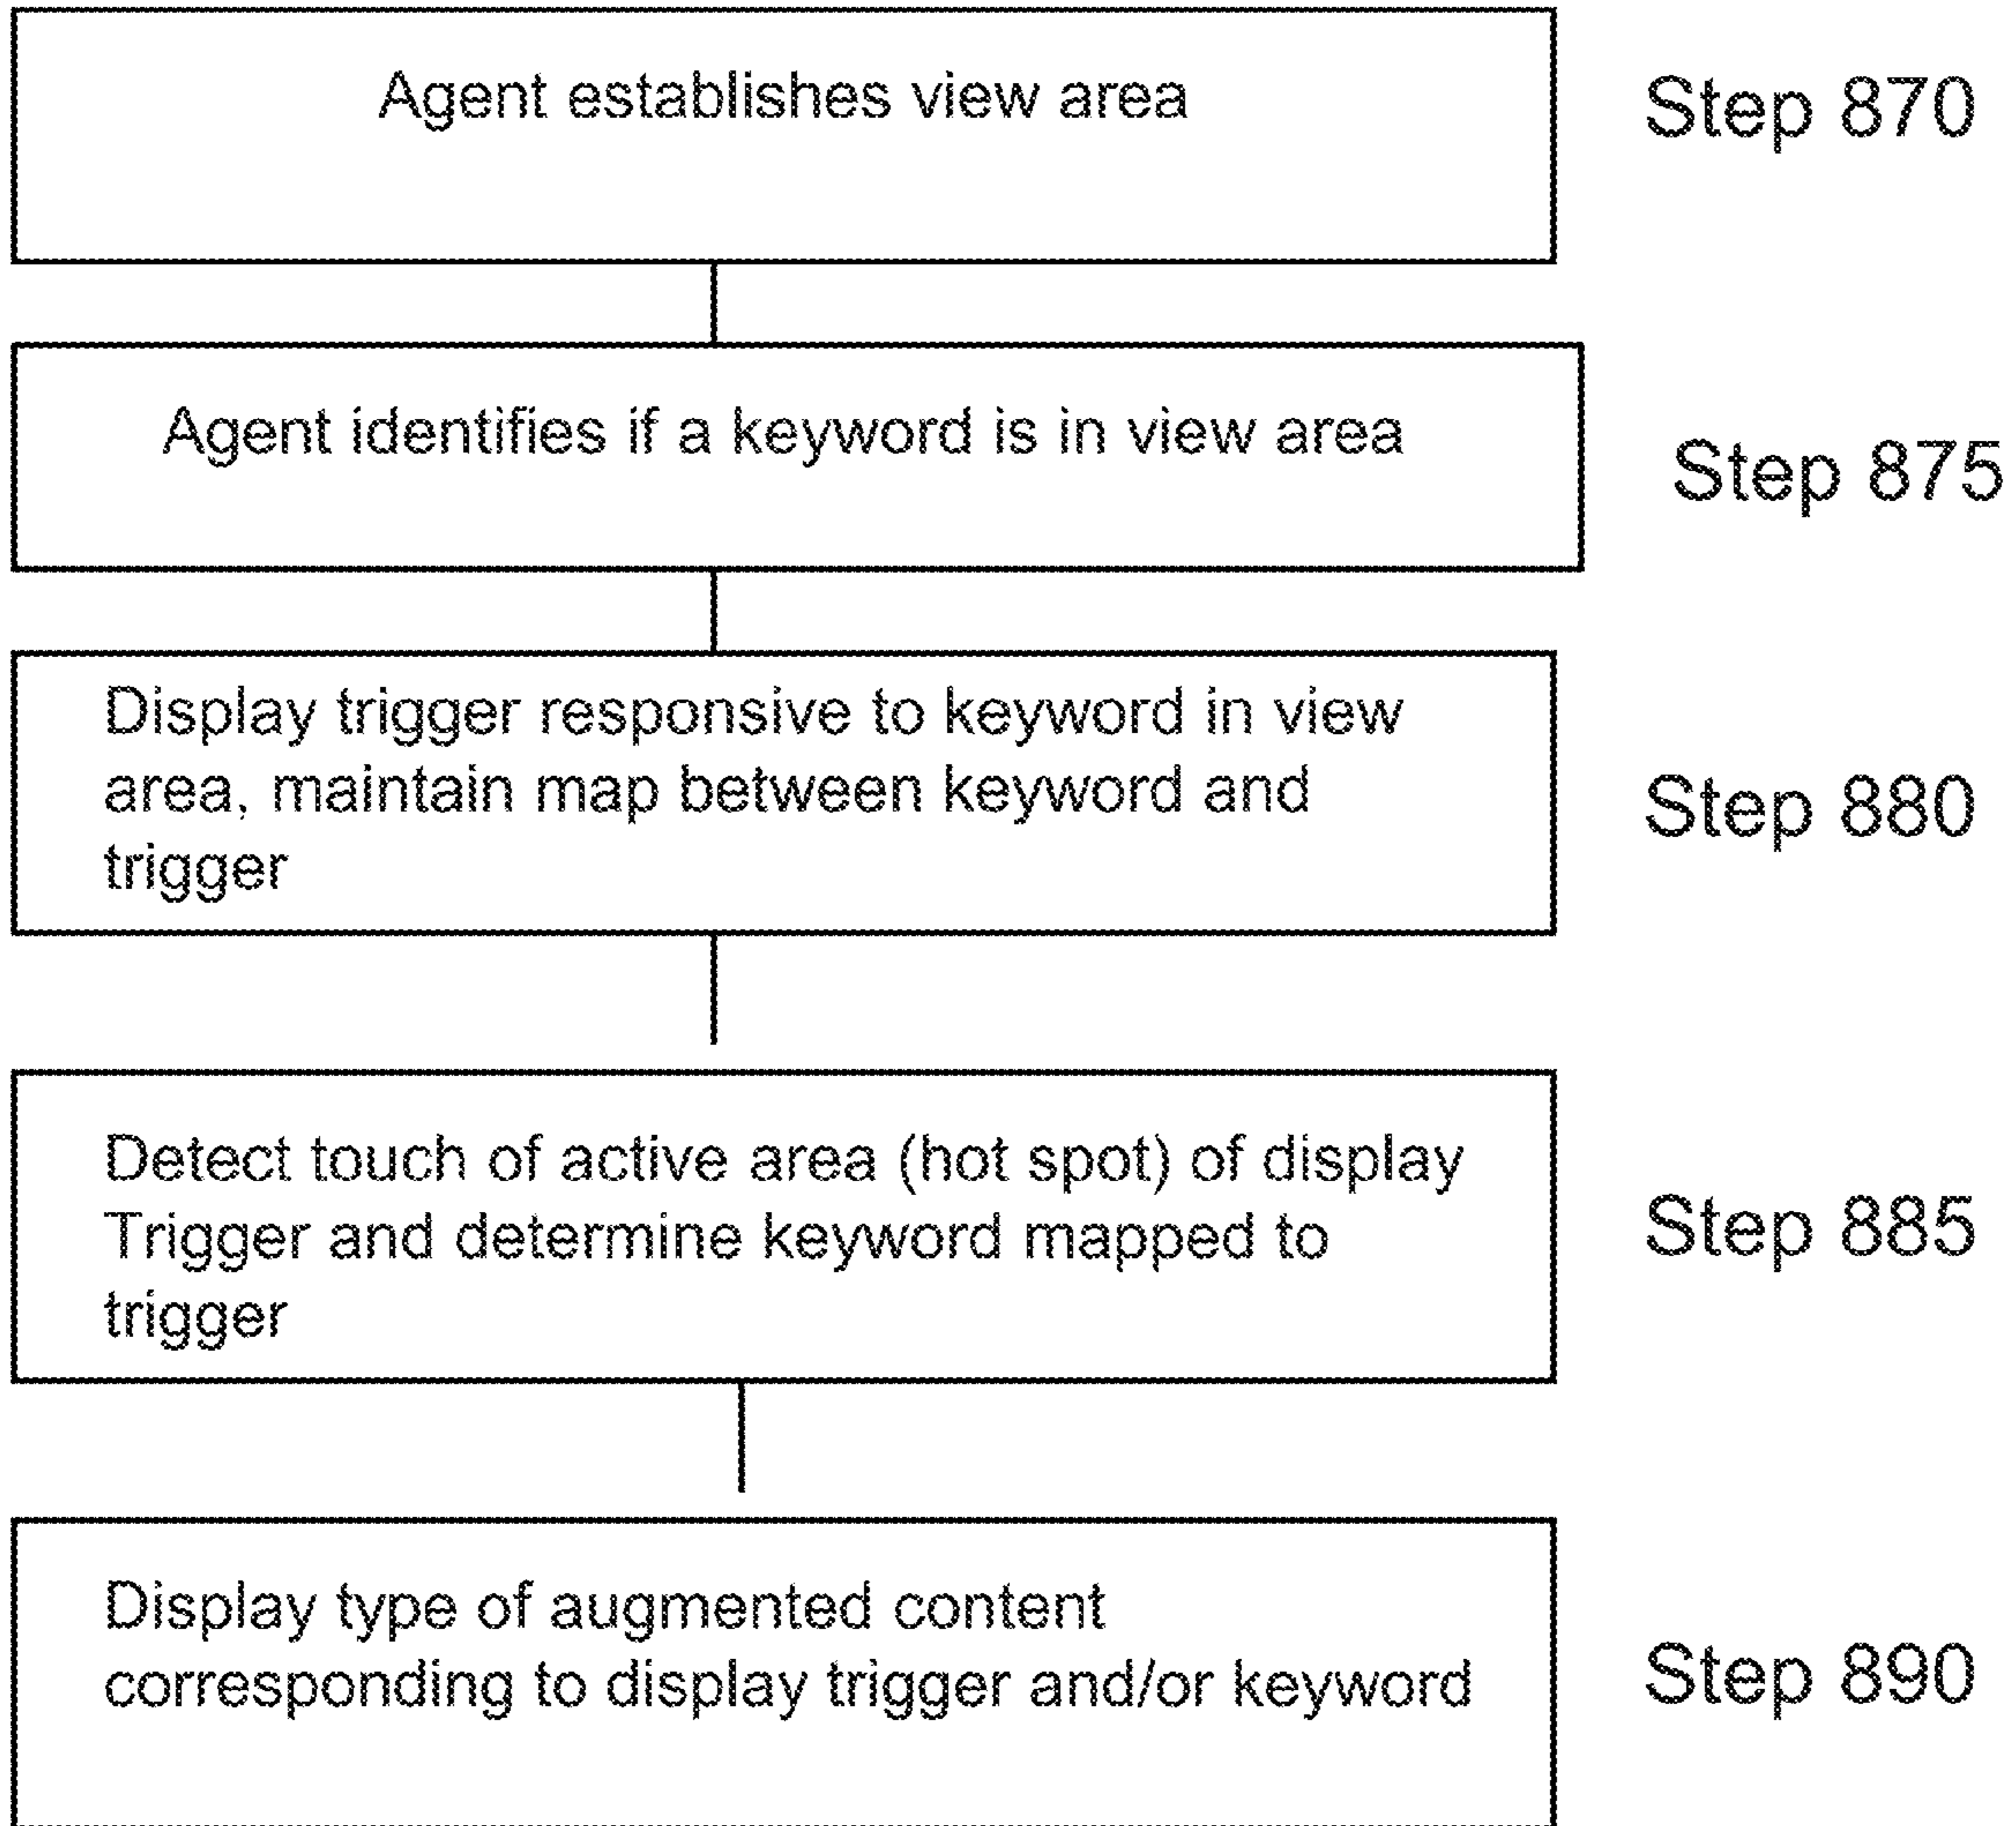 Agent establishes view area
Step 870
Agent identifies if a keyword is in view area
Step 875
Display trigger responsive to keyword in view
area, maintain map between keyword and
trigger
Step 880
Detect touch of active area (hot spot) of display
Trigger and determine keyword mapped to
trigger
Step 885
Display type of augmented content
corresponding to display trigger and/or keyword
Step 890